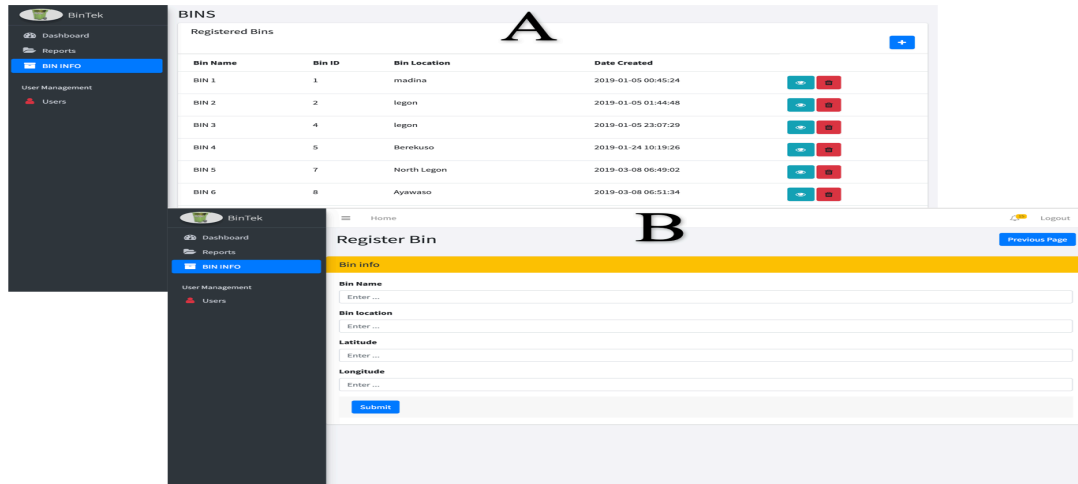 BinTek
Dashboard
Reports
BIN INFO
User Management
Users
BINS
A
Registered Bins
+
Bin Name Bin ID Bin Location Date Created
BIN 1 1 madina 2019-01-05 00:45:24
BIN 2 2 legon 2019-01-05 01:44:48
BIN 3 4 legon 2019-01-05 23:07:29
BIN 4 5 Berekuso 2019-01-24 10:19:26
BIN 5 7 North Legon 2019-03-08 06:49:02
BIN 6 8 Ayawaso 2019-03-08 06:51:34
BinTek
Dashboard
Reports
BIN INFO
User Management
Users
Home B Logout
Register Bin Previous Page
Bin info
Bin Name
Enter ...
Bin location
Enter ...
Latitude
Enter ...
Longitude
Enter ...
Submit